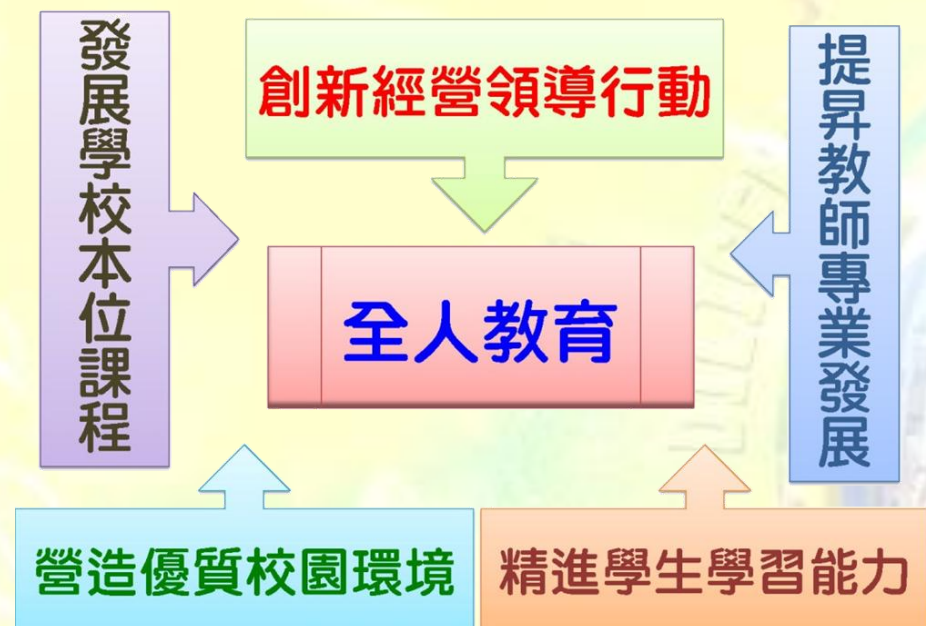 創新經營領導行動
發展學校本位課程
提昇教師專業發展
全人教育
營造優質校園環境
精進學生學習能力